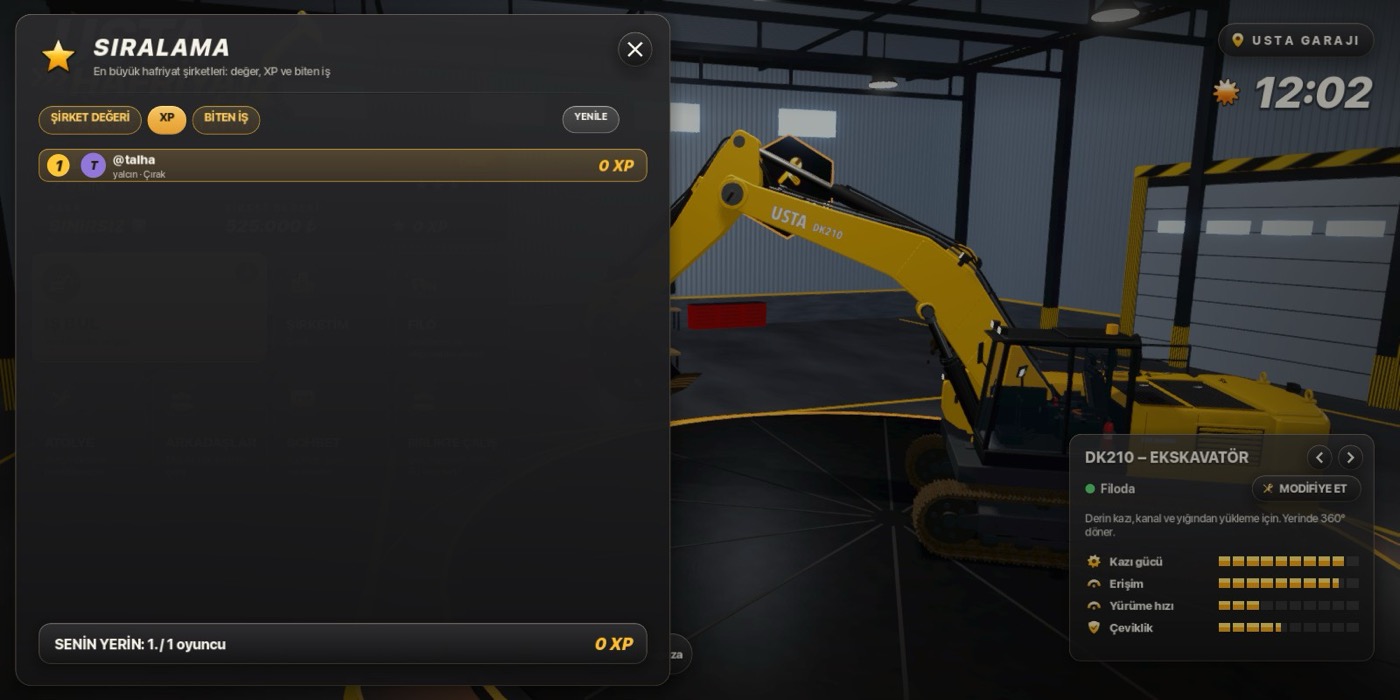 SIRALAMA
En büyük hafriyat şirketleri: değer, XP ve biten iş
ŞİRKET DEĞERİ
XP
BİTEN İŞ
YENİLE
1
T
@talha
yalcın · Çırak
0 XP
SENİN YERİN: 1. / 1 oyuncu
0 XP
za
USTA GARAJI
12:02
USTA DK210
DK210 – EKSKAVATÖR
Filoda
MODİFİYE ET
Derin kazı, kanal ve yığından yükleme için. Yerinde 360°
döner.
Kazı gücü
Erişim
Yürüme hızı
Çeviklik